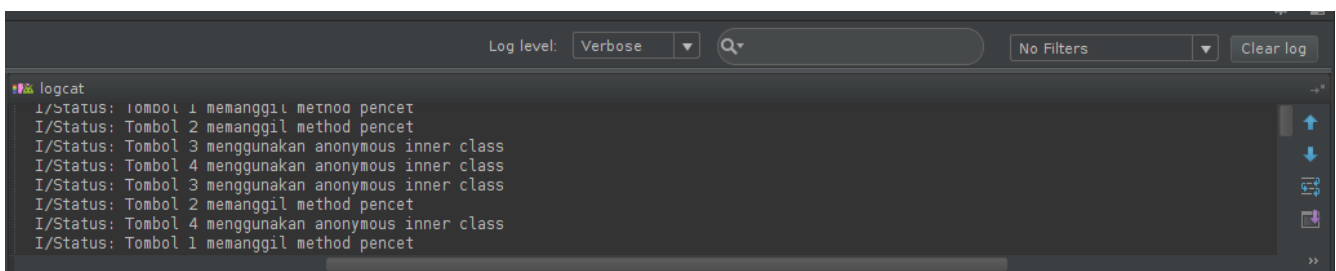 Log level: Verbose No Filters Clear log
logcat
I/Status: Tombol 1 memanggil method pencet
I/Status: Tombol 2 memanggil method pencet
I/Status: Tombol 3 menggunakan anonymous inner class
I/Status: Tombol 4 menggunakan anonymous inner class
I/Status: Tombol 3 menggunakan anonymous inner class
I/Status: Tombol 2 memanggil method pencet
I/Status: Tombol 4 menggunakan anonymous inner class
I/Status: Tombol 1 memanggil method pencet